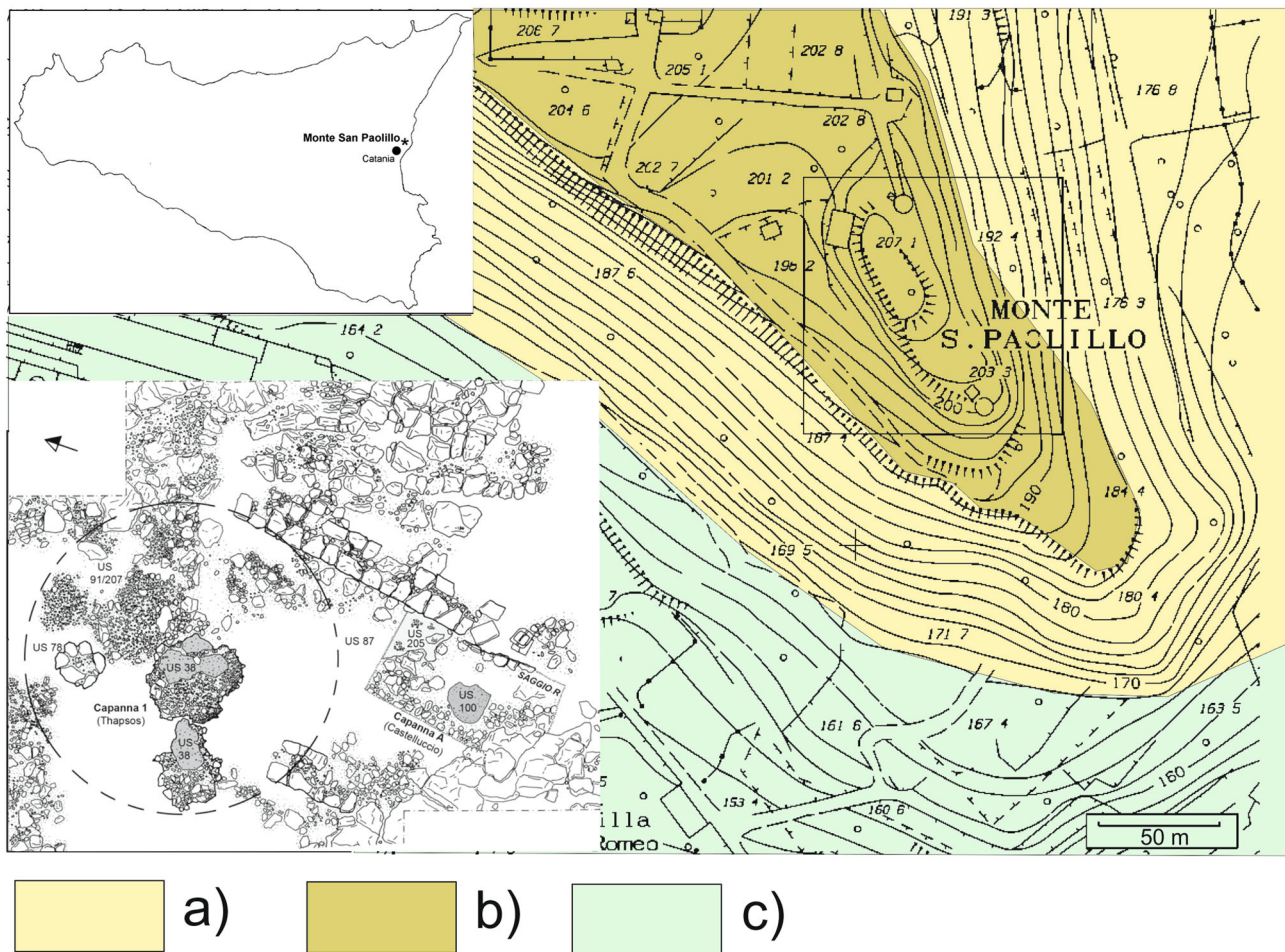 Monte San Paolillo
Catania
206 7
205 1
202 8
191 3
204 6
202 8
176 8
202 7
201 2
207 1
192 4
187 6
176 3
MONTE
S. PAOLILLO
203 3
200
164 2
187 4
190
184 4
169 5
180
180 4
171 7
170
161 6
167 4
163 5
160
153 4
160 6
illa
Romeo
50 m
US
91/207
US 78
US 38
Capanna 1
(Thapsos)
US
38
US 87
US
205
SAGGIO R
US
100
Capanna A
(Castelluccio)
a)
b)
c)